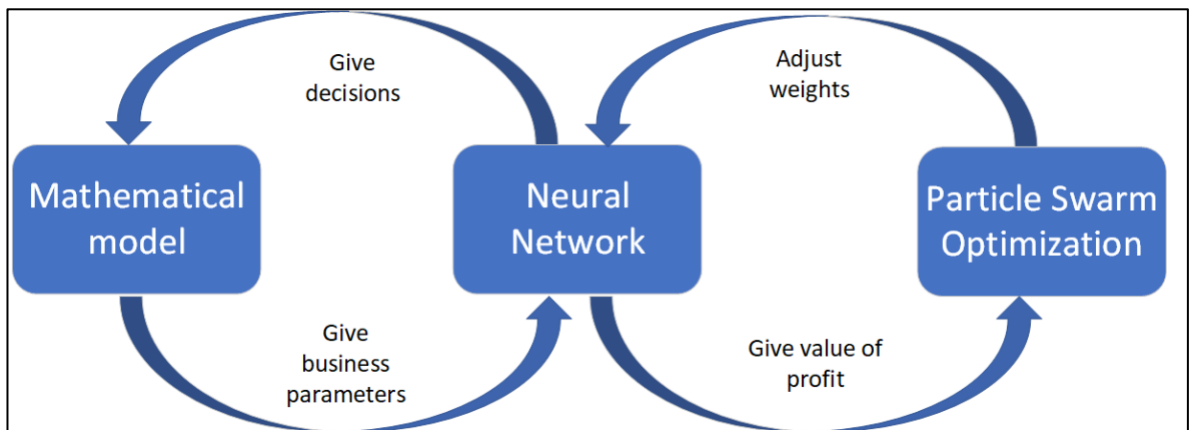 Give
decisions
Adjust
weights
Mathematical
model
Neural
Network
Particle Swarm
Optimization
Give
business
parameters
Give value of
profit